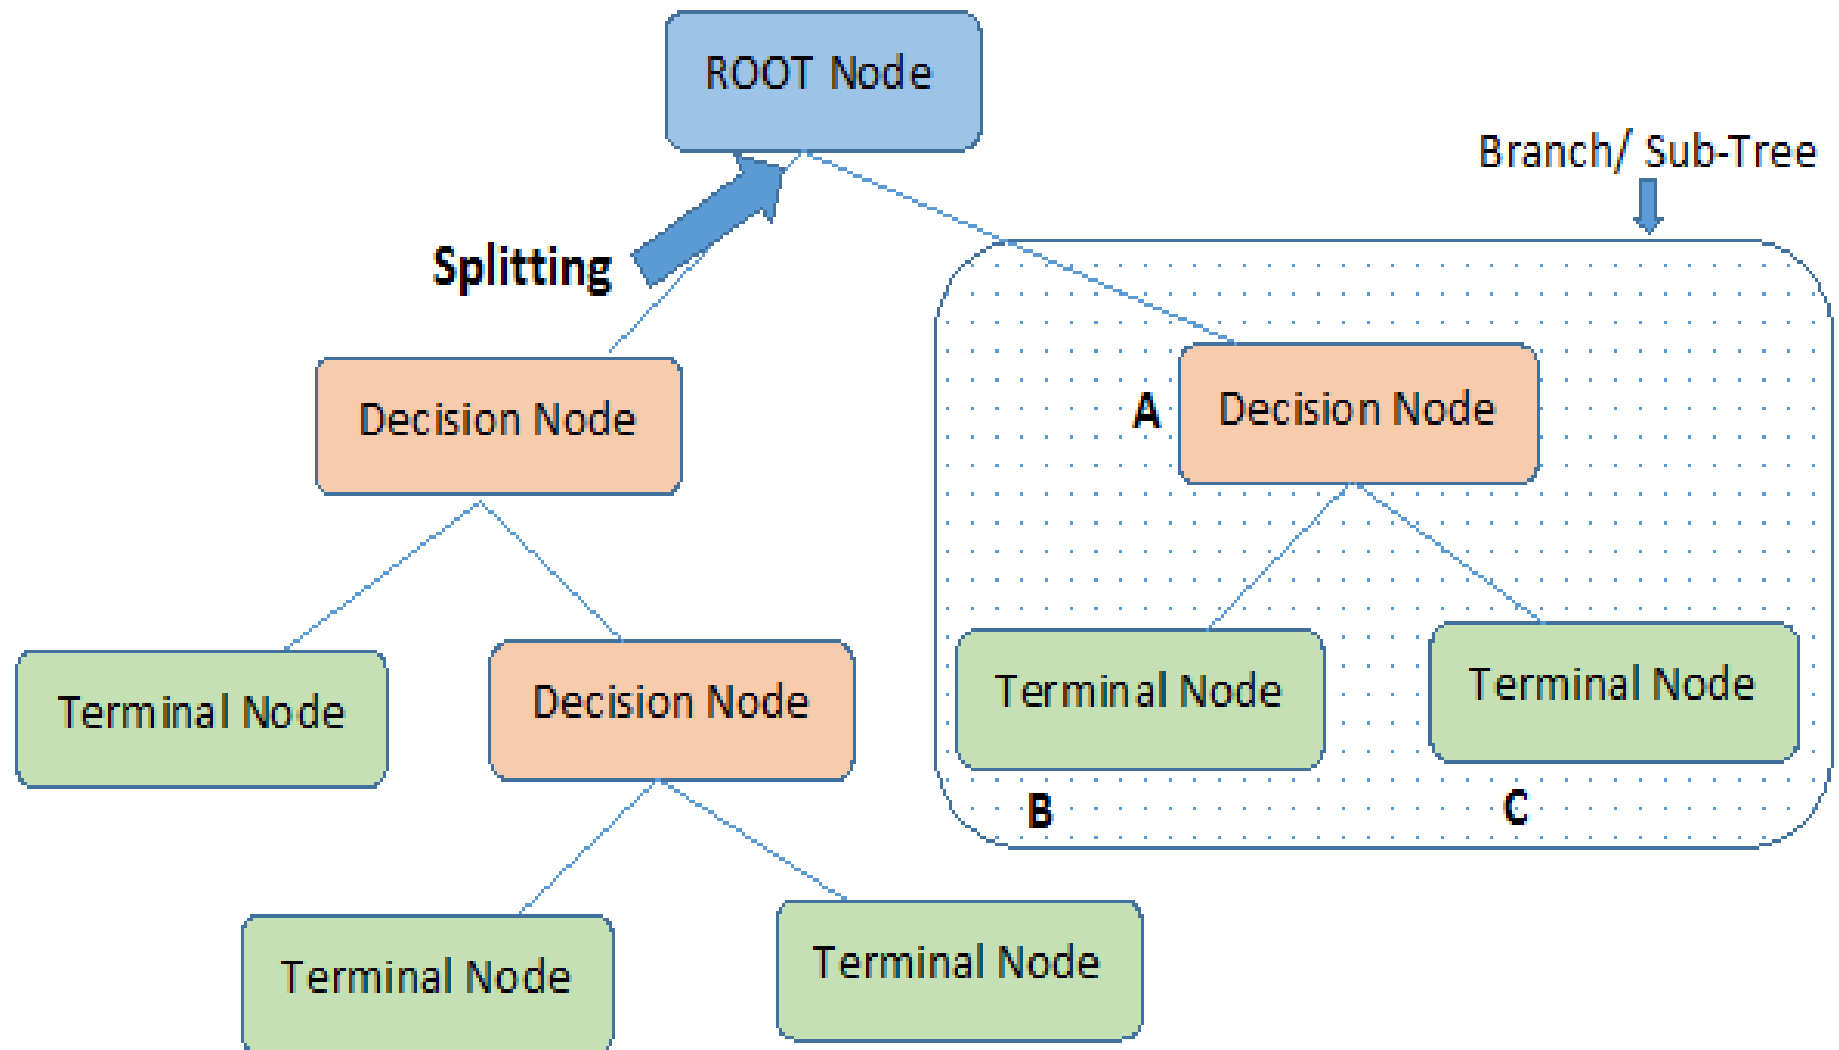 ROOT Node
Branch/ Sub-Tree
Splitting
Decision Node
A
Decision Node
Terminal Node
Decision Node
Terminal Node
Terminal Node
B
C
Terminal Node
Terminal Node